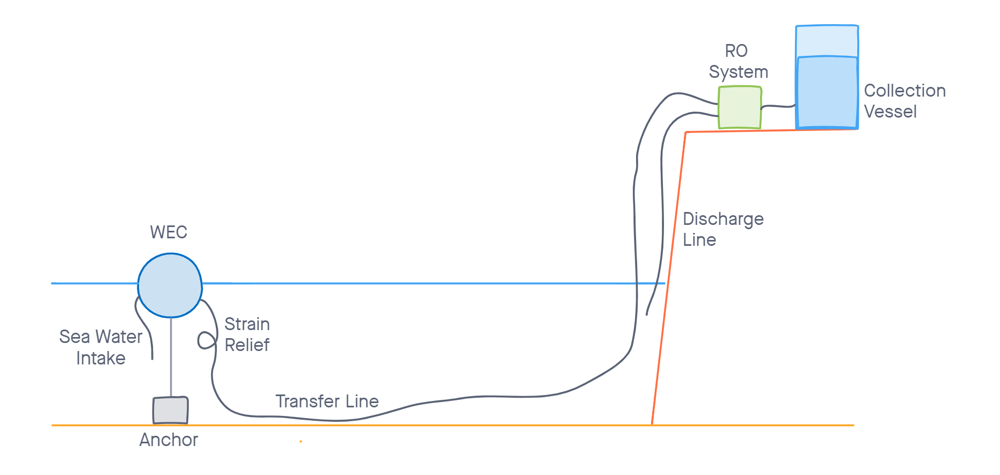 RO
System
Collection
Vessel
Discharge
Line
WEC
Strain
Relief
Sea Water
Intake
Transfer Line
Anchor